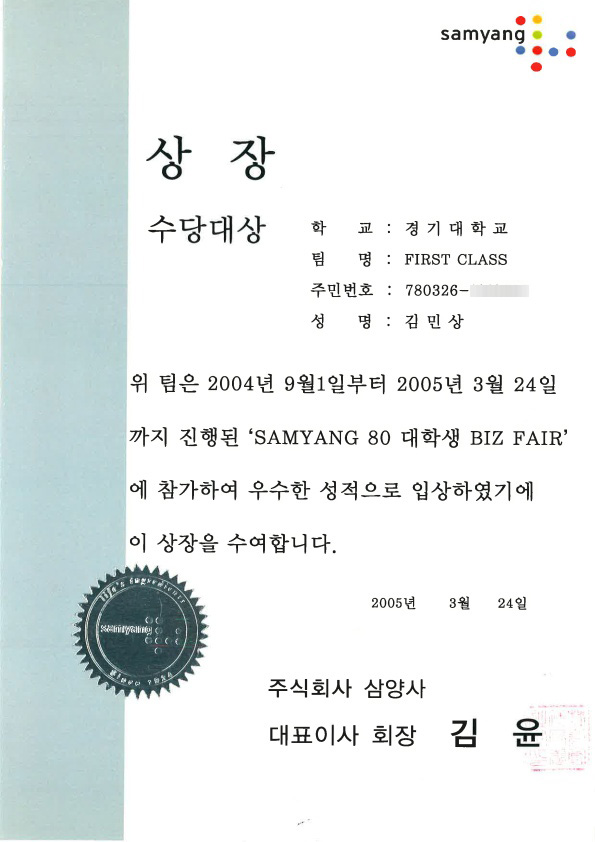 samyang
상 장
수당대상
학 교 : 경기대학교
팀 명 : FIRST CLASS
주민번호 : 780326-
성 명 : 김민상
위 팀은 2004년 9월1일부터 2005년 3월 24일
까지 진행된 ‘SAMYANG 80 대학생 BIZ FAIR’
에 참가하여 우수한 성적으로 입상하였기에
이 상장을 수여합니다.
2005년 3월 24일
life's ingredients
samyang
since 1924
주식회사 삼양사
대표이사 회장 김 윤